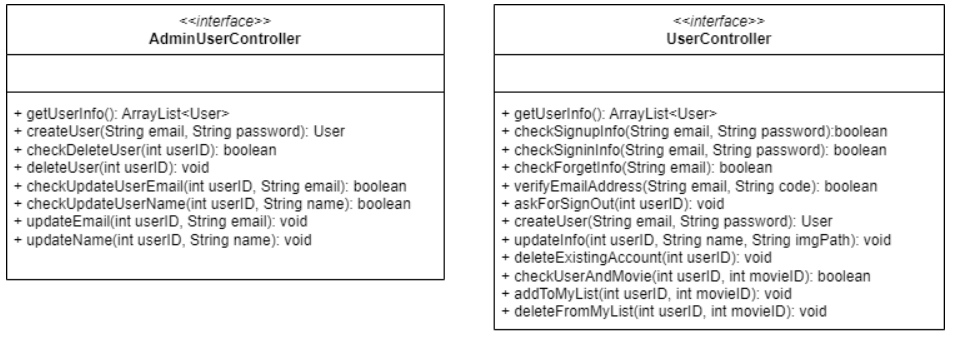 <<interface>>
AdminUserController
+ getUserInfo(): ArrayList<User>
+ createUser(String email, String password): User
+ checkDeleteUser(int userID): boolean
+ deleteUser(int userID): void
+ checkUpdateUserEmail(int userID, String email): boolean
+ checkUpdateUserName(int userID, String name): boolean
+ updateEmail(int userID, String email): void
+ updateName(int userID, String name): void
<<interface>>
UserController
+ getUserInfo(): ArrayList<User>
+ checkSignupInfo(String email, String password):boolean
+ checkSigninInfo(String email, String password): boolean
+ checkForgetInfo(String email): boolean
+ verifyEmailAddress(String email, String code): boolean
+ askForSignOut(int userID): void
+ createUser(String email, String password): User
+ updateInfo(int userID, String name, String imgPath): void
+ deleteExistingAccount(int userID): void
+ checkUserAndMovie(int userID, int movieID): boolean
+ addToMyList(int userID, int movieID): void
+ deleteFromMyList(int userID, int movieID): void